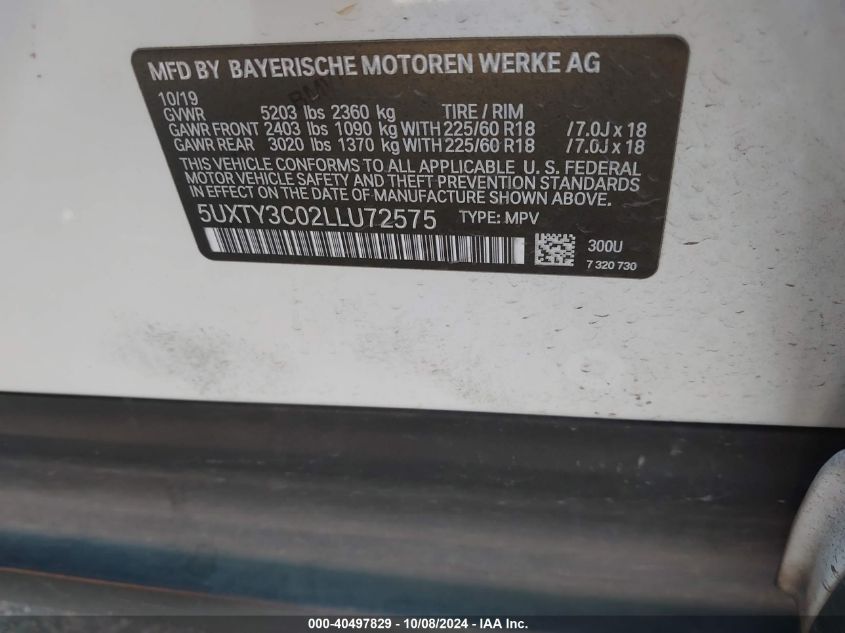 MFD BY BAYERISCHE MOTOREN WERKE AG
10/19
GVWR 5203 lbs 2360 kg TIRE / RIM
GAWR FRONT 2403 lbs 1090 kg WITH 225/60 R18 /7.0J x 18
GAWR REAR 3020 lbs 1370 kg WITH 225/60 R18 /7.0J x 18
THIS VEHICLE CONFORMS TO ALL APPLICABLE U.S. FEDERAL
MOTOR VEHICLE SAFETY AND THEFT PREVENTION STANDARDS
IN EFFECT ON THE DATE OF MANUFACTURE SHOWN ABOVE.
5UXTY3C02LLU72575 TYPE: MPV
300U
7 320 730
000-40497829 - 10/08/2024 - IAA Inc.